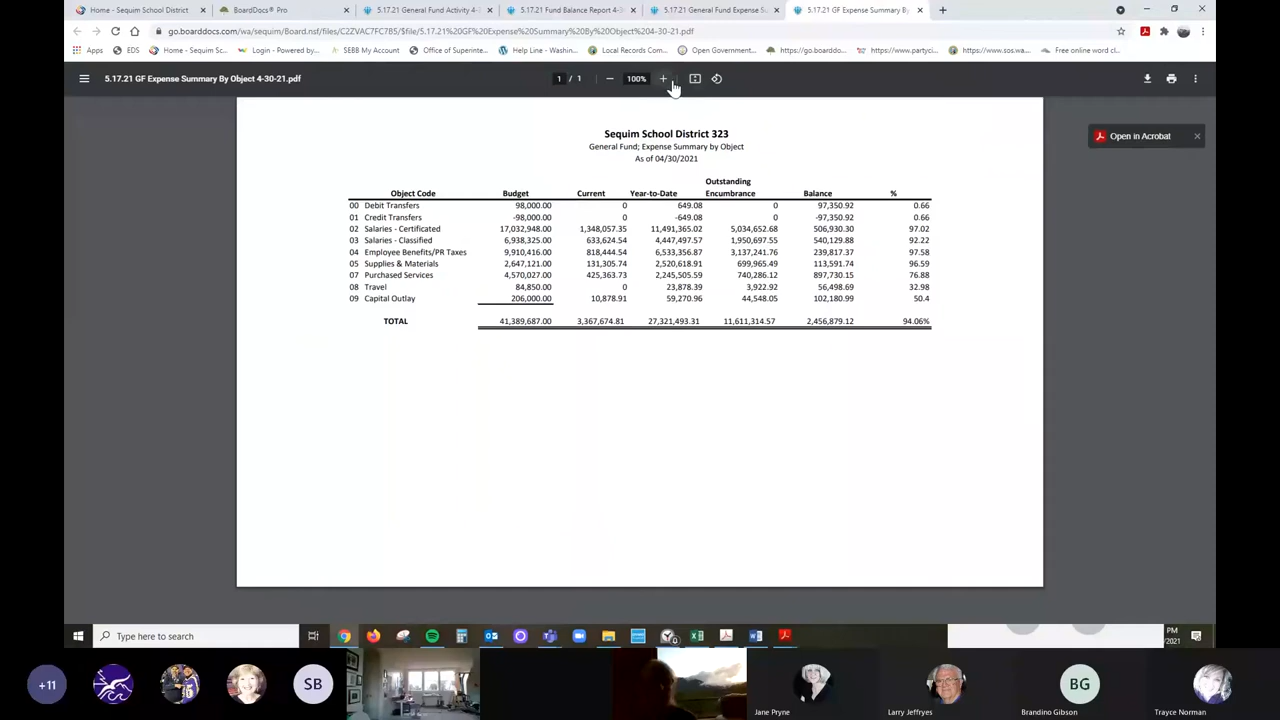 Home - Sequim School District
BoardDocs® Pro
5.17.21 General Fund Activity 4-
5.17.21 Fund Balance Report 4-3
5.17.21 General Fund Expense Su
5.17.21 GF Expense Summary By
go.boarddocs.com/wa/sequim/Board.nsf/files/C2ZVAC7FC7B5/$file/5.17.21%20GF%20Expense%20Summary%20By%20Object%204-30-21.pdf
Apps
EDS
Home - Sequim Sc...
Login - Powered by...
SEBB My Account
Office of Superinte...
Help Line - Washin...
Local Records Com...
Open Government...
https://go.boarddo...
https://www.partyci...
https://www.sos.wa...
Free online word cl...
5.17.21 GF Expense Summary By Object 4-30-21.pdf
1 / 1
100%
Open in Acrobat
Sequim School District 323
General Fund; Expense Summary by Object
As of 04/30/2021
Outstanding
Object Code Budget Current Year-to-Date Encumbrance Balance %
00 Debit Transfers 98,000.00 0 649.08 0 97,350.92 0.66
01 Credit Transfers -98,000.00 0 -649.08 0 -97,350.92 0.66
02 Salaries - Certificated 17,032,948.00 1,348,057.35 11,491,365.02 5,034,652.68 506,930.30 97.02
03 Salaries - Classified 6,938,325.00 633,624.54 4,447,497.57 1,950,697.55 540,129.88 92.22
04 Employee Benefits/PR Taxes 9,910,416.00 818,444.54 6,533,356.87 3,137,241.76 239,817.37 97.58
05 Supplies & Materials 2,647,121.00 131,305.74 2,520,618.91 699,965.49 113,591.74 96.59
07 Purchased Services 4,570,027.00 425,363.73 2,245,505.59 740,286.12 897,730.15 76.88
08 Travel 84,850.00 0 23,878.39 3,922.92 56,498.69 32.98
09 Capital Outlay 206,000.00 10,878.91 59,270.96 44,548.05 102,180.99 50.4
TOTAL 41,389,687.00 3,367,674.81 27,321,493.31 11,611,314.57 2,456,879.12 94.06%
Type here to search
PM
/2021
+11
SB
BG
Jane Pryne
Larry Jeffryes
Brandino Gibson
Trayce Norman